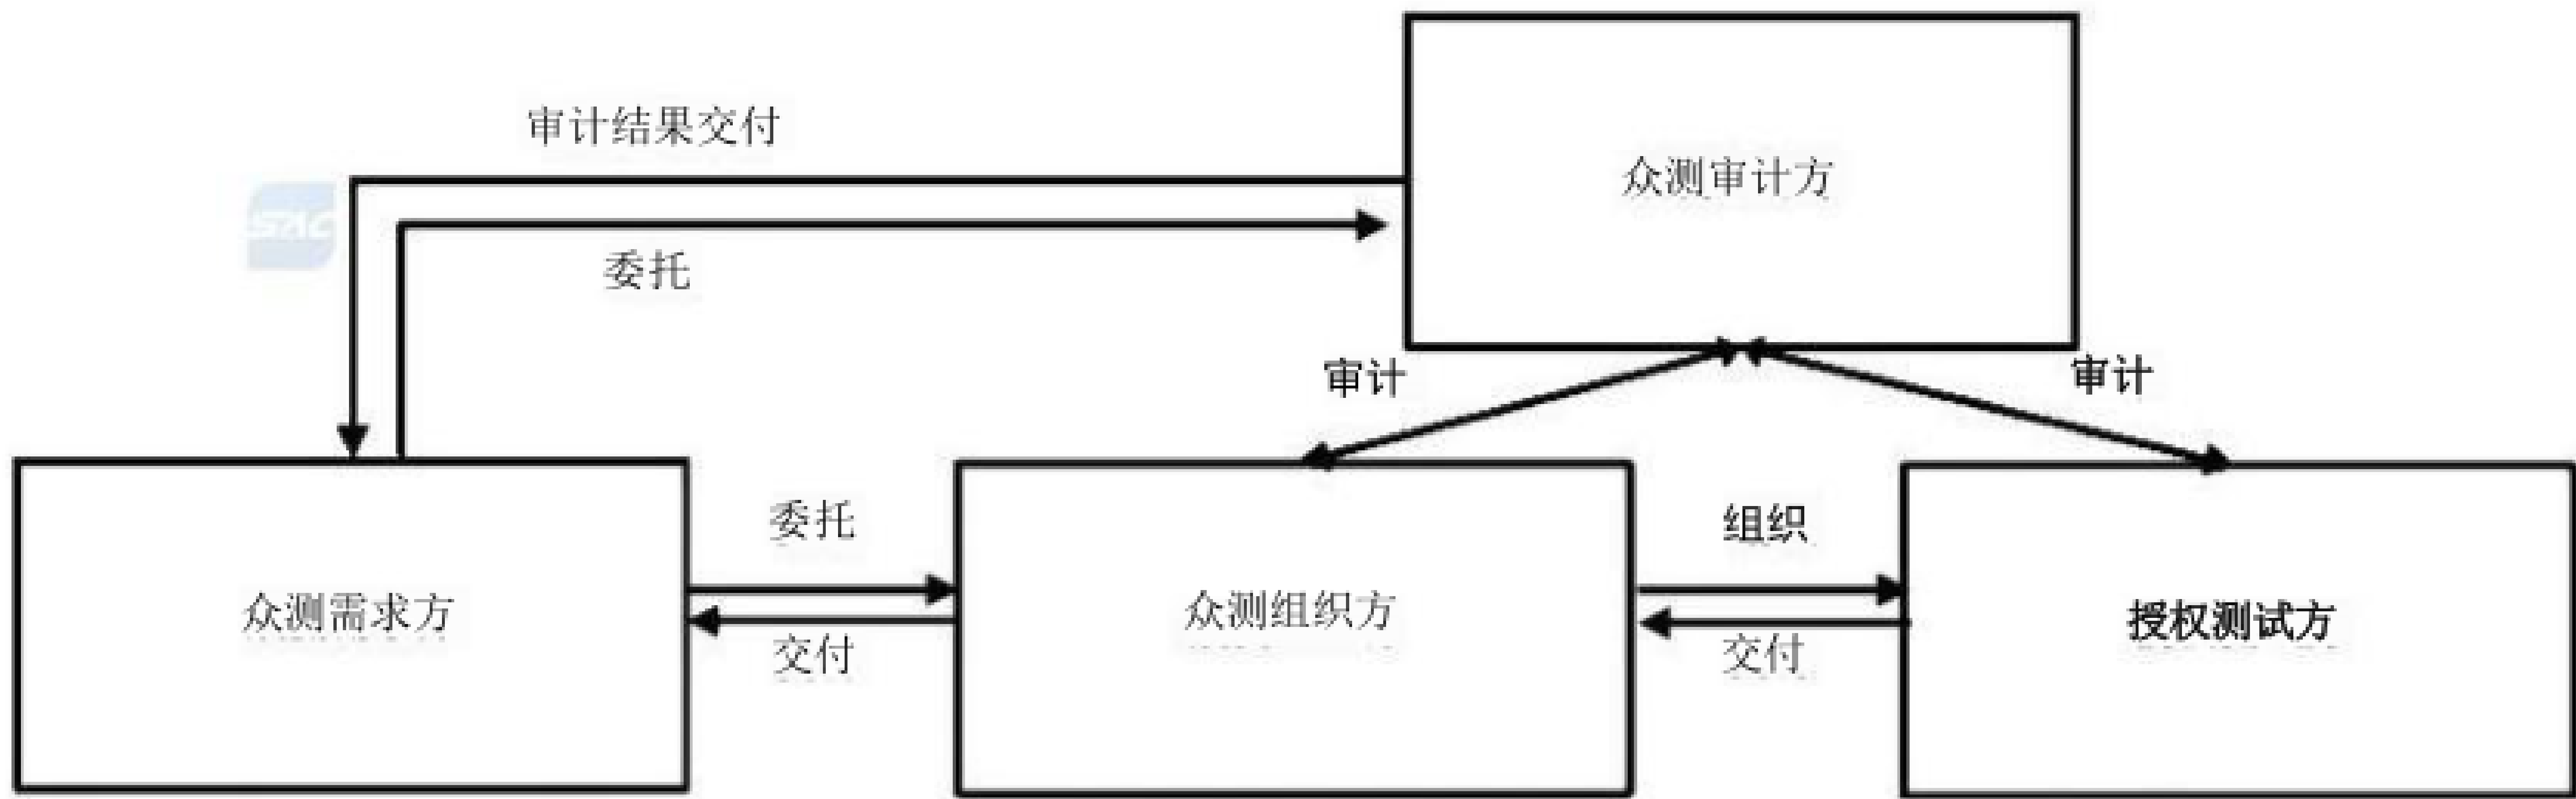 审计结果交付
众测审计方
委托
审计
审计
委托
组织
众测需求方
众测组织方
授权测试方
交付
交付